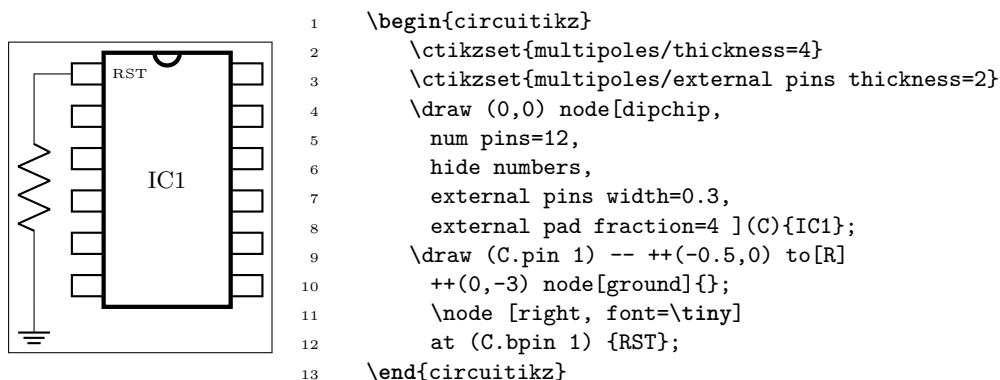 RST
IC1
1 \begin{circuitikz}
2 \ctikzset{multipoles/thickness=4}
3 \ctikzset{multipoles/external pins thickness=2}
4 \draw (0,0) node[dipchip,
5 num pins=12,
6 hide numbers,
7 external pins width=0.3,
8 external pad fraction=4 ](C){IC1};
9 \draw (C.pin 1) -- ++(-0.5,0) to[R]
10 ++(0,-3) node[ground]{};
11 \node [right, font=\tiny]
12 at (C.bpin 1) {RST};
13 \end{circuitikz}